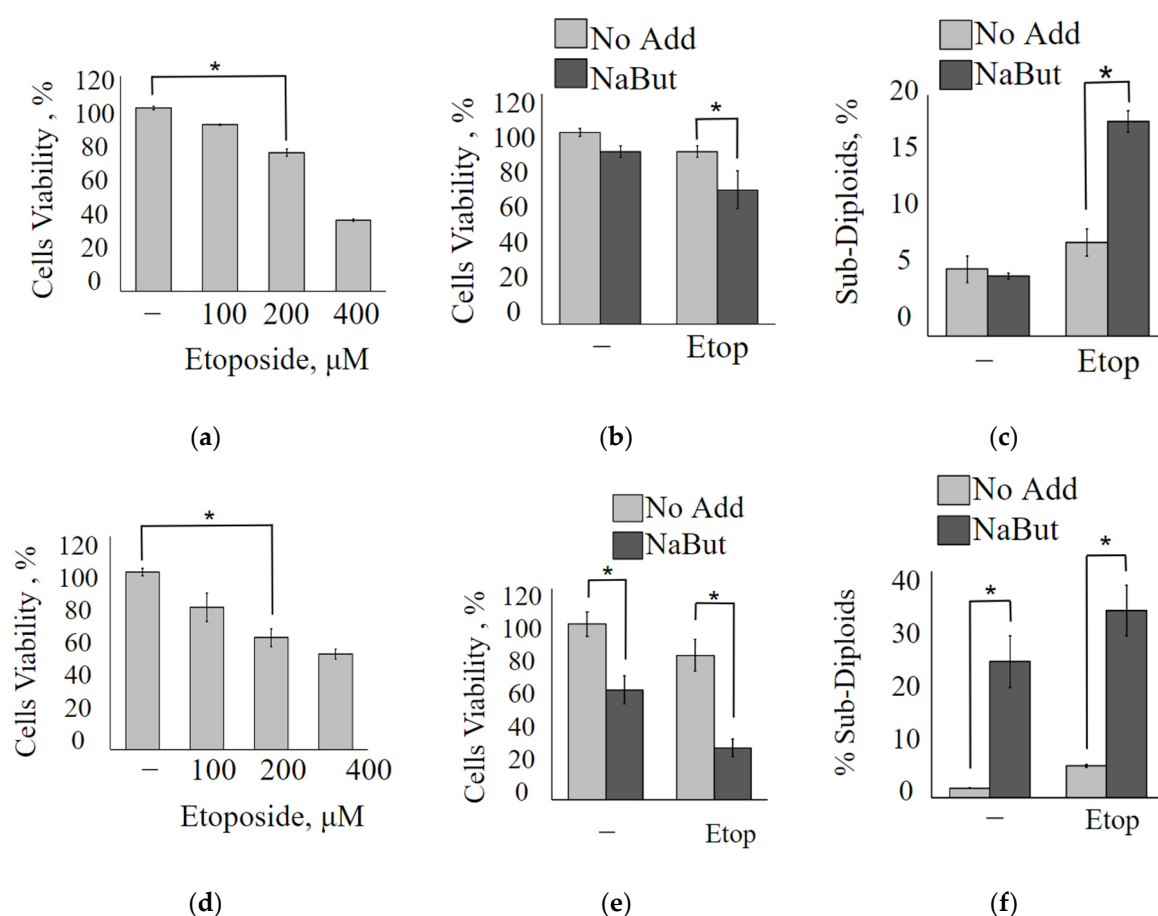 *
120
100
80
60
40
20
0
Cells Viability , %
– 100 200 400
Etoposide, μM
(a)
No Add
NaBut
*
120
100
80
60
40
20
0
Cells Viability , %
– Etop
(b)
No Add
NaBut
*
20
15
10
5
0
Sub-Diploids, %
– Etop
(c)
*
120
100
80
60
40
20
0
Cells Viability , %
– 100 200 400
Etoposide, μM
(d)
No Add
NaBut
* *
120
100
80
60
40
20
0
Cells Viability , %
– Etop
(e)
No Add
NaBut
* *
40
30
20
10
0
% Sub-Diploids
– Etop
(f)